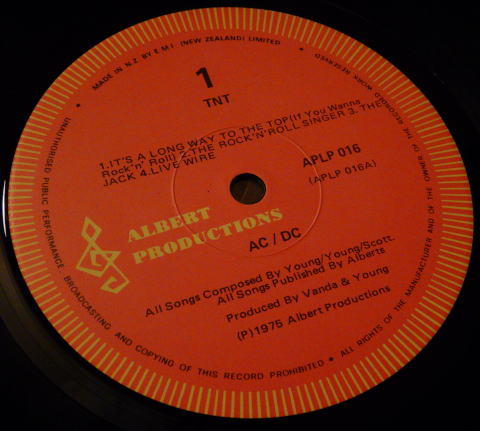 MADE IN N.Z. BY E.M.I. (NEW ZEALAND) LIMITED
1
TNT
1.IT'S A LONG WAY TO THE TOP(If You Wanna
Rock'n' Roll) 2.THE ROCK'N'ROLL SINGER 3. THE
JACK 4.LIVE WIRE
APLP 016
(APLP 016A)
ALBERT
PRODUCTIONS
AC / DC
All Songs Composed By Young/Young/Scott.
All Songs Published By Alberts
Produced By Vanda & Young
(P)1975 Albert Productions
UNAUTHORISED PUBLIC PERFORMANCE, BROADCASTING AND COPYING OF THIS RECORD PROHIBITED • ALL RIGHTS OF THE MANUFACTURER AND OF THE OWNER OF THE RECORDED WORK RESERVED